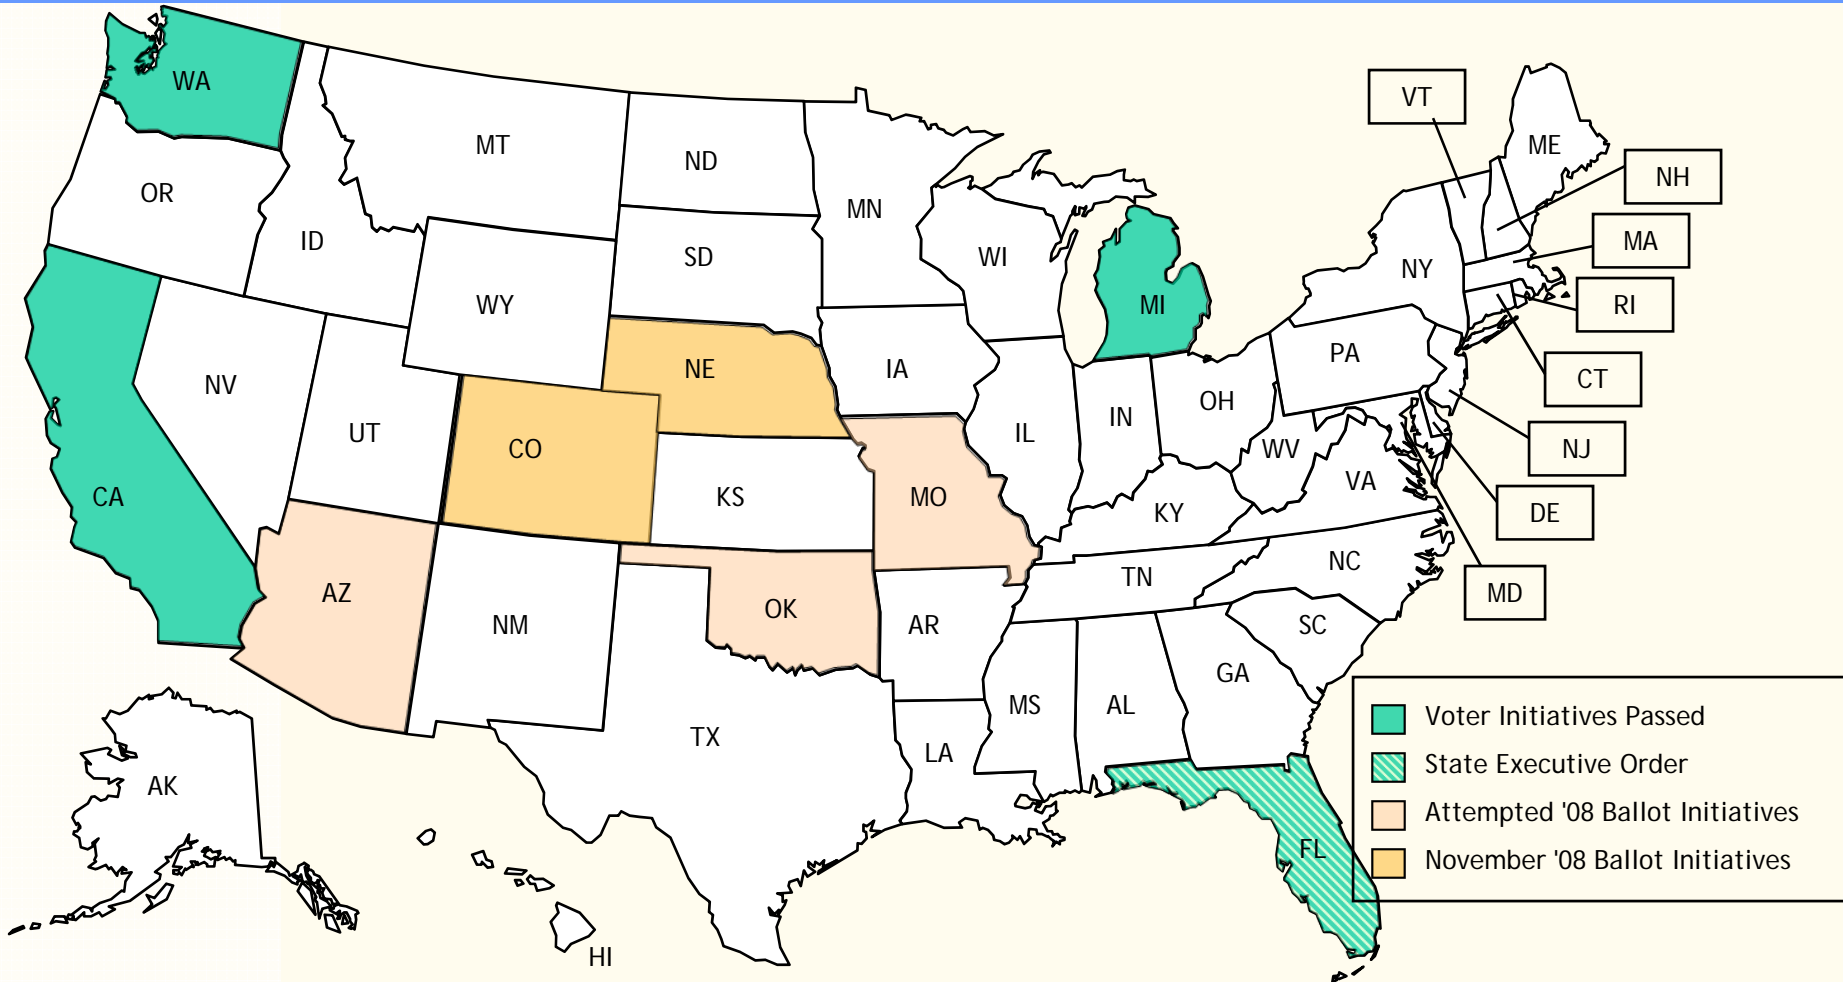 WA
OR
CA
ID
NV
MT
WY
UT
AZ
CO
NM
ND
SD
NE
KS
OK
TX
MN
IA
MO
AR
LA
WI
IL
MI
IN
OH
KY
TN
MS
AL
GA
FL
SC
NC
VA
WV
PA
NY
ME
VT
NH
MA
RI
CT
NJ
DE
MD
AK
HI
Voter Initiatives Passed
State Executive Order
Attempted '08 Ballot Initiatives
November '08 Ballot Initiatives